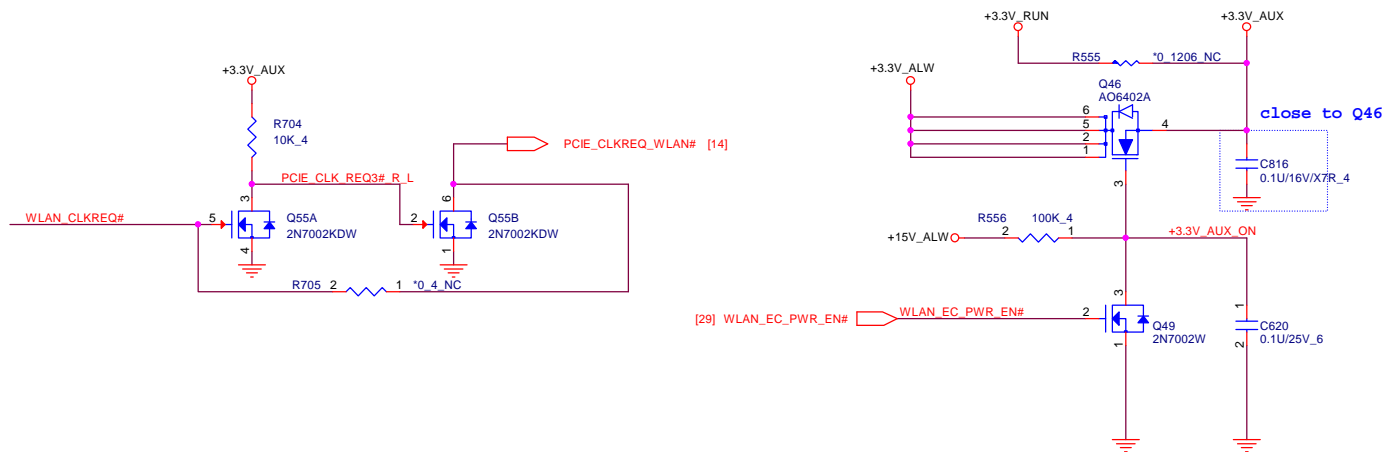 +3.3V_AUX
R704
10K_4
PCIE_CLKREQ_WLAN# [14]
PCIE_CLK_REQ3#_R_L
WLAN_CLKREQ#
5
3
4
Q55A
2N7002KDW
2
6
1
Q55B
2N7002KDW
R705
2
1
*0_4_NC
+3.3V_RUN
+3.3V_AUX
R555
*0_1206_NC
+3.3V_ALW
Q46
AO6402A
6
5
2
1
4
3
close to Q46
C816
0.1U/16V/X7R_4
R556
100K_4
+15V_ALW
2
1
+3.3V_AUX_ON
[29] WLAN_EC_PWR_EN#
WLAN_EC_PWR_EN#
2
3
1
Q49
2N7002W
1
2
C620
0.1U/25V_6